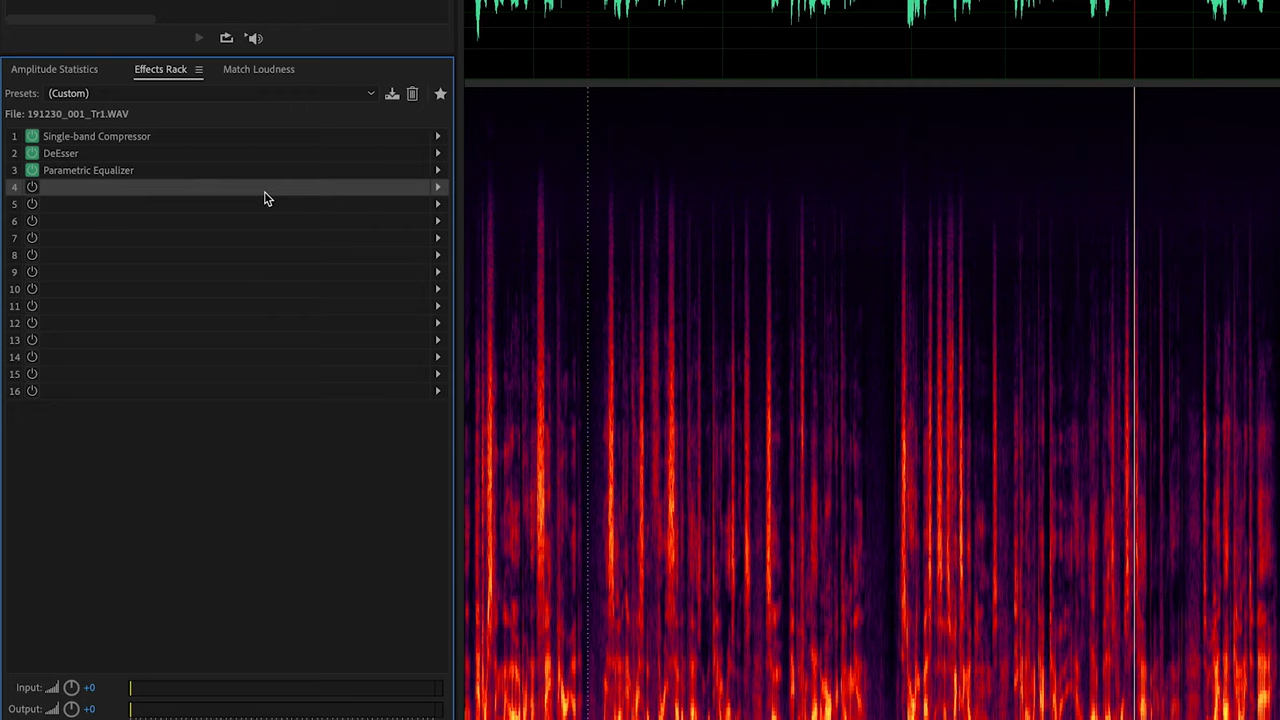 Amplitude Statistics Effects Rack Match Loudness
Presets: (Custom)
File: 191230_001_Tr1.WAV
1 Single-band Compressor
2 DeEsser
3 Parametric Equalizer
4
5
6
7
8
9
10
11
12
13
14
15
16
Input: +0
Output: +0